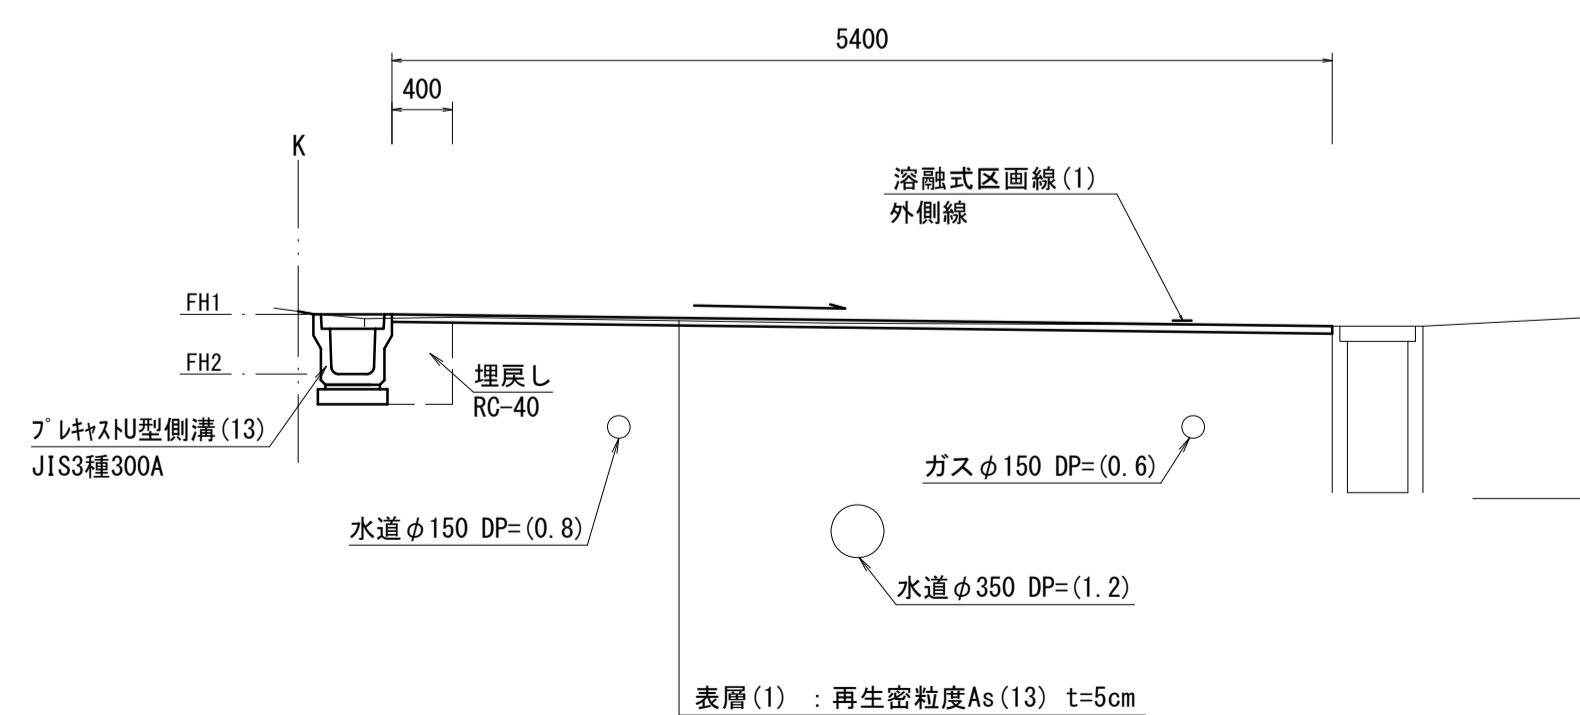 5400
400
K
溶融式区画線(1)
外側線
FH1
FH2
埋戻し
RC-40
プレキャストU型側溝(13)
JIS3種300A
ガスφ150 DP=(0.6)
水道φ150 DP=(0.8)
水道φ350 DP=(1.2)
表層(1) : 再生密粒度As(13) t=5cm